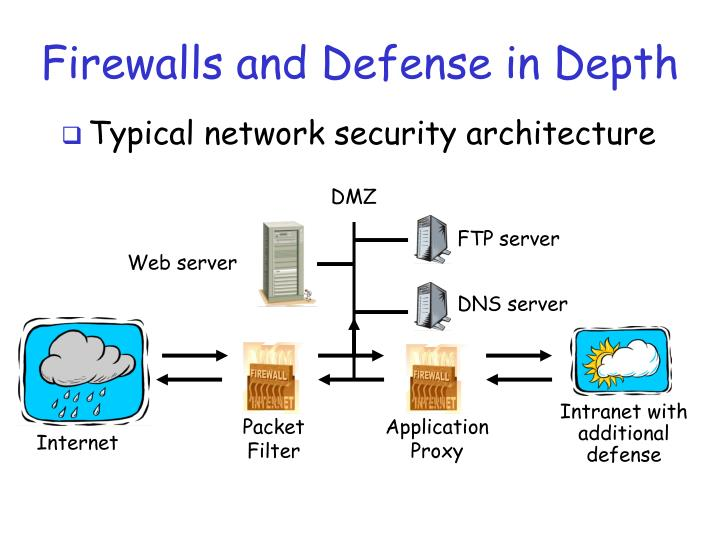 Firewalls and Defense in Depth
Typical network security architecture
DMZ
FTP server
Web server
DNS server
FIREWALL
INTERNET
FIREWALL
INTERNET
Internet
Packet
Filter
Application
Proxy
Intranet with
additional
defense